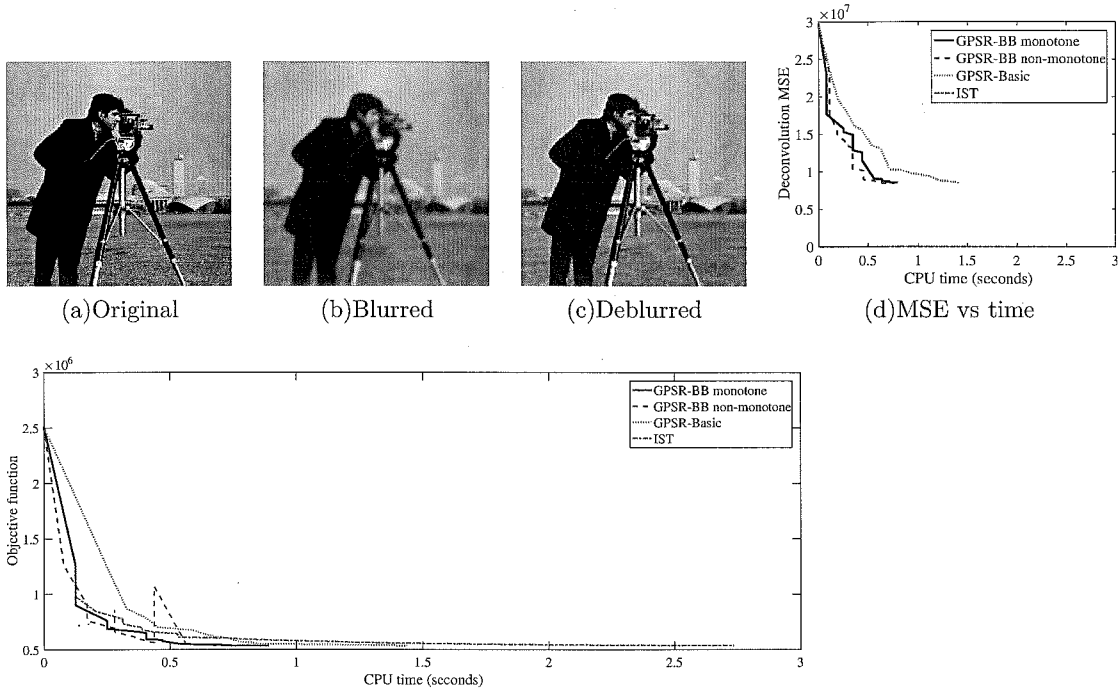 ×10⁷
3
2.5
2
1.5
1
0.5
0
Deconvolution MSE
GPSR-BB monotone
GPSR-BB non-monotone
GPSR-Basic
IST
0 0.5 1 1.5 2 2.5 3
CPU time (seconds)
(a)Original
(b)Blurred
(c)Deblurred
(d)MSE vs time
×10⁶
3
2.5
2
1.5
1
0.5
Objective function
GPSR-BB monotone
GPSR-BB non-monotone
GPSR-Basic
IST
0 0.5 1 1.5 2 2.5 3
CPU time (seconds)